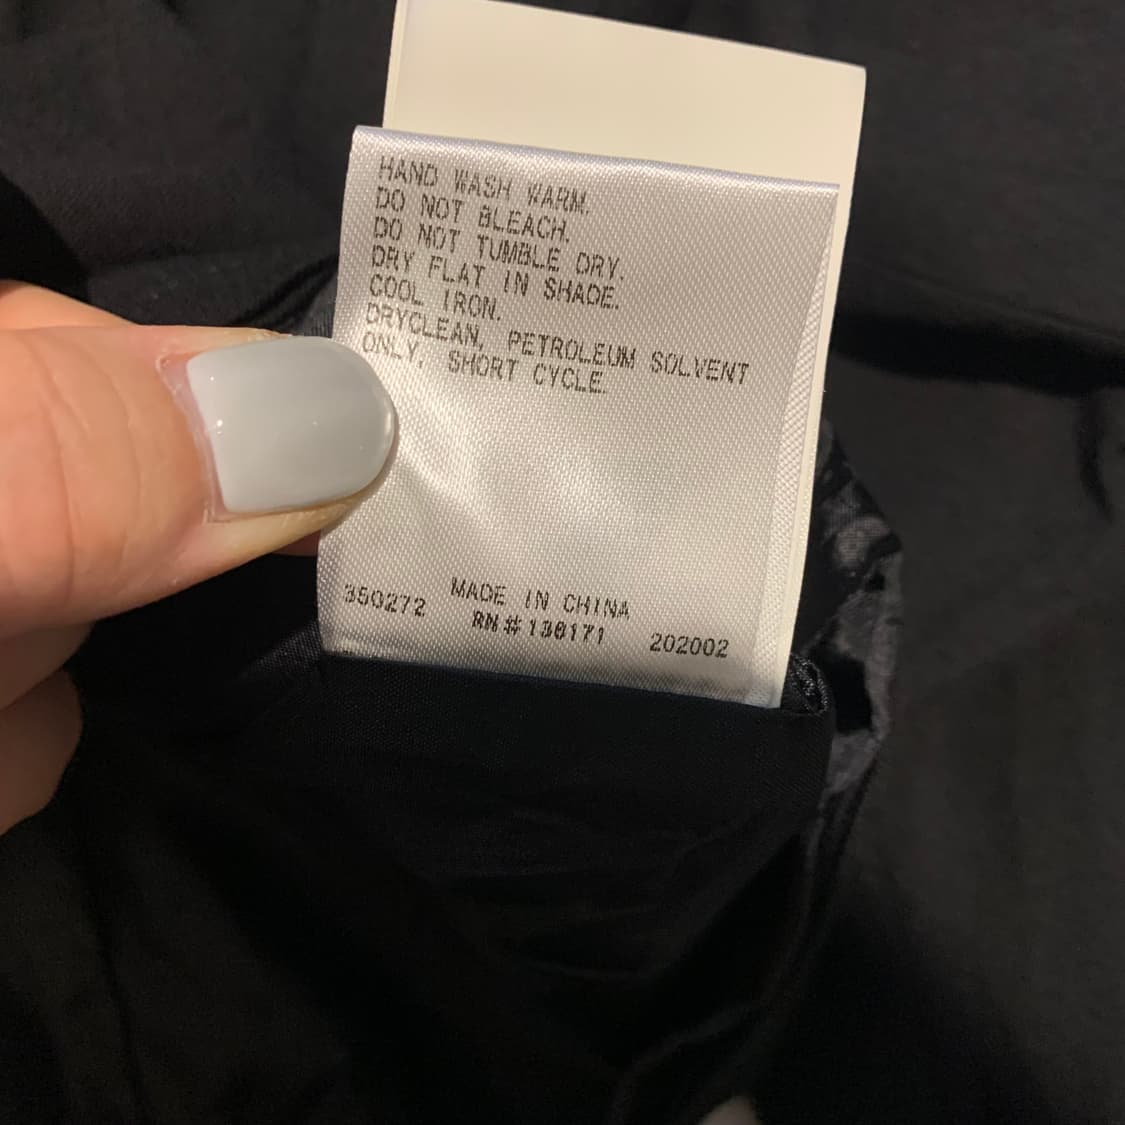 HAND WASH WARM.
DO NOT BLEACH.
DO NOT TUMBLE DRY.
DRY FLAT IN SHADE.
COOL IRON.
DRYCLEAN, PETROLEUM SOLVENT
ONLY, SHORT CYCLE.
MADE IN CHINA
350272 RN# 136171 202002